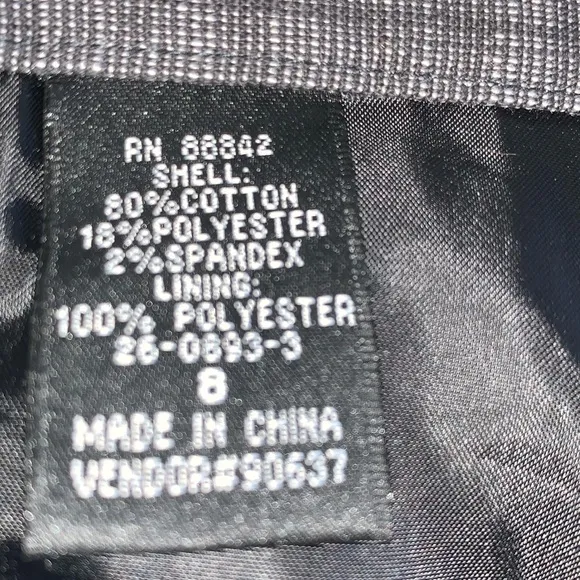 RN 88842
SHELL:
80%COTTON
18%POLYESTER
2%SPANDEX
LINING:
100% POLYESTER
26-0893-3
8
MADE IN CHINA
VENDOR#90637